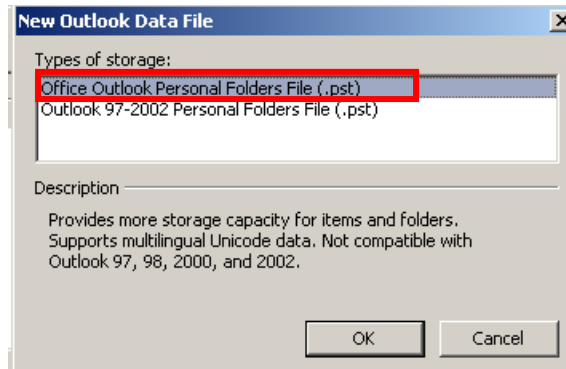 New Outlook Data File
Types of storage:
Office Outlook Personal Folders File (.pst)
Outlook 97-2002 Personal Folders File (.pst)
Description
Provides more storage capacity for items and folders.
Supports multilingual Unicode data. Not compatible with
Outlook 97, 98, 2000, and 2002.
OK
Cancel